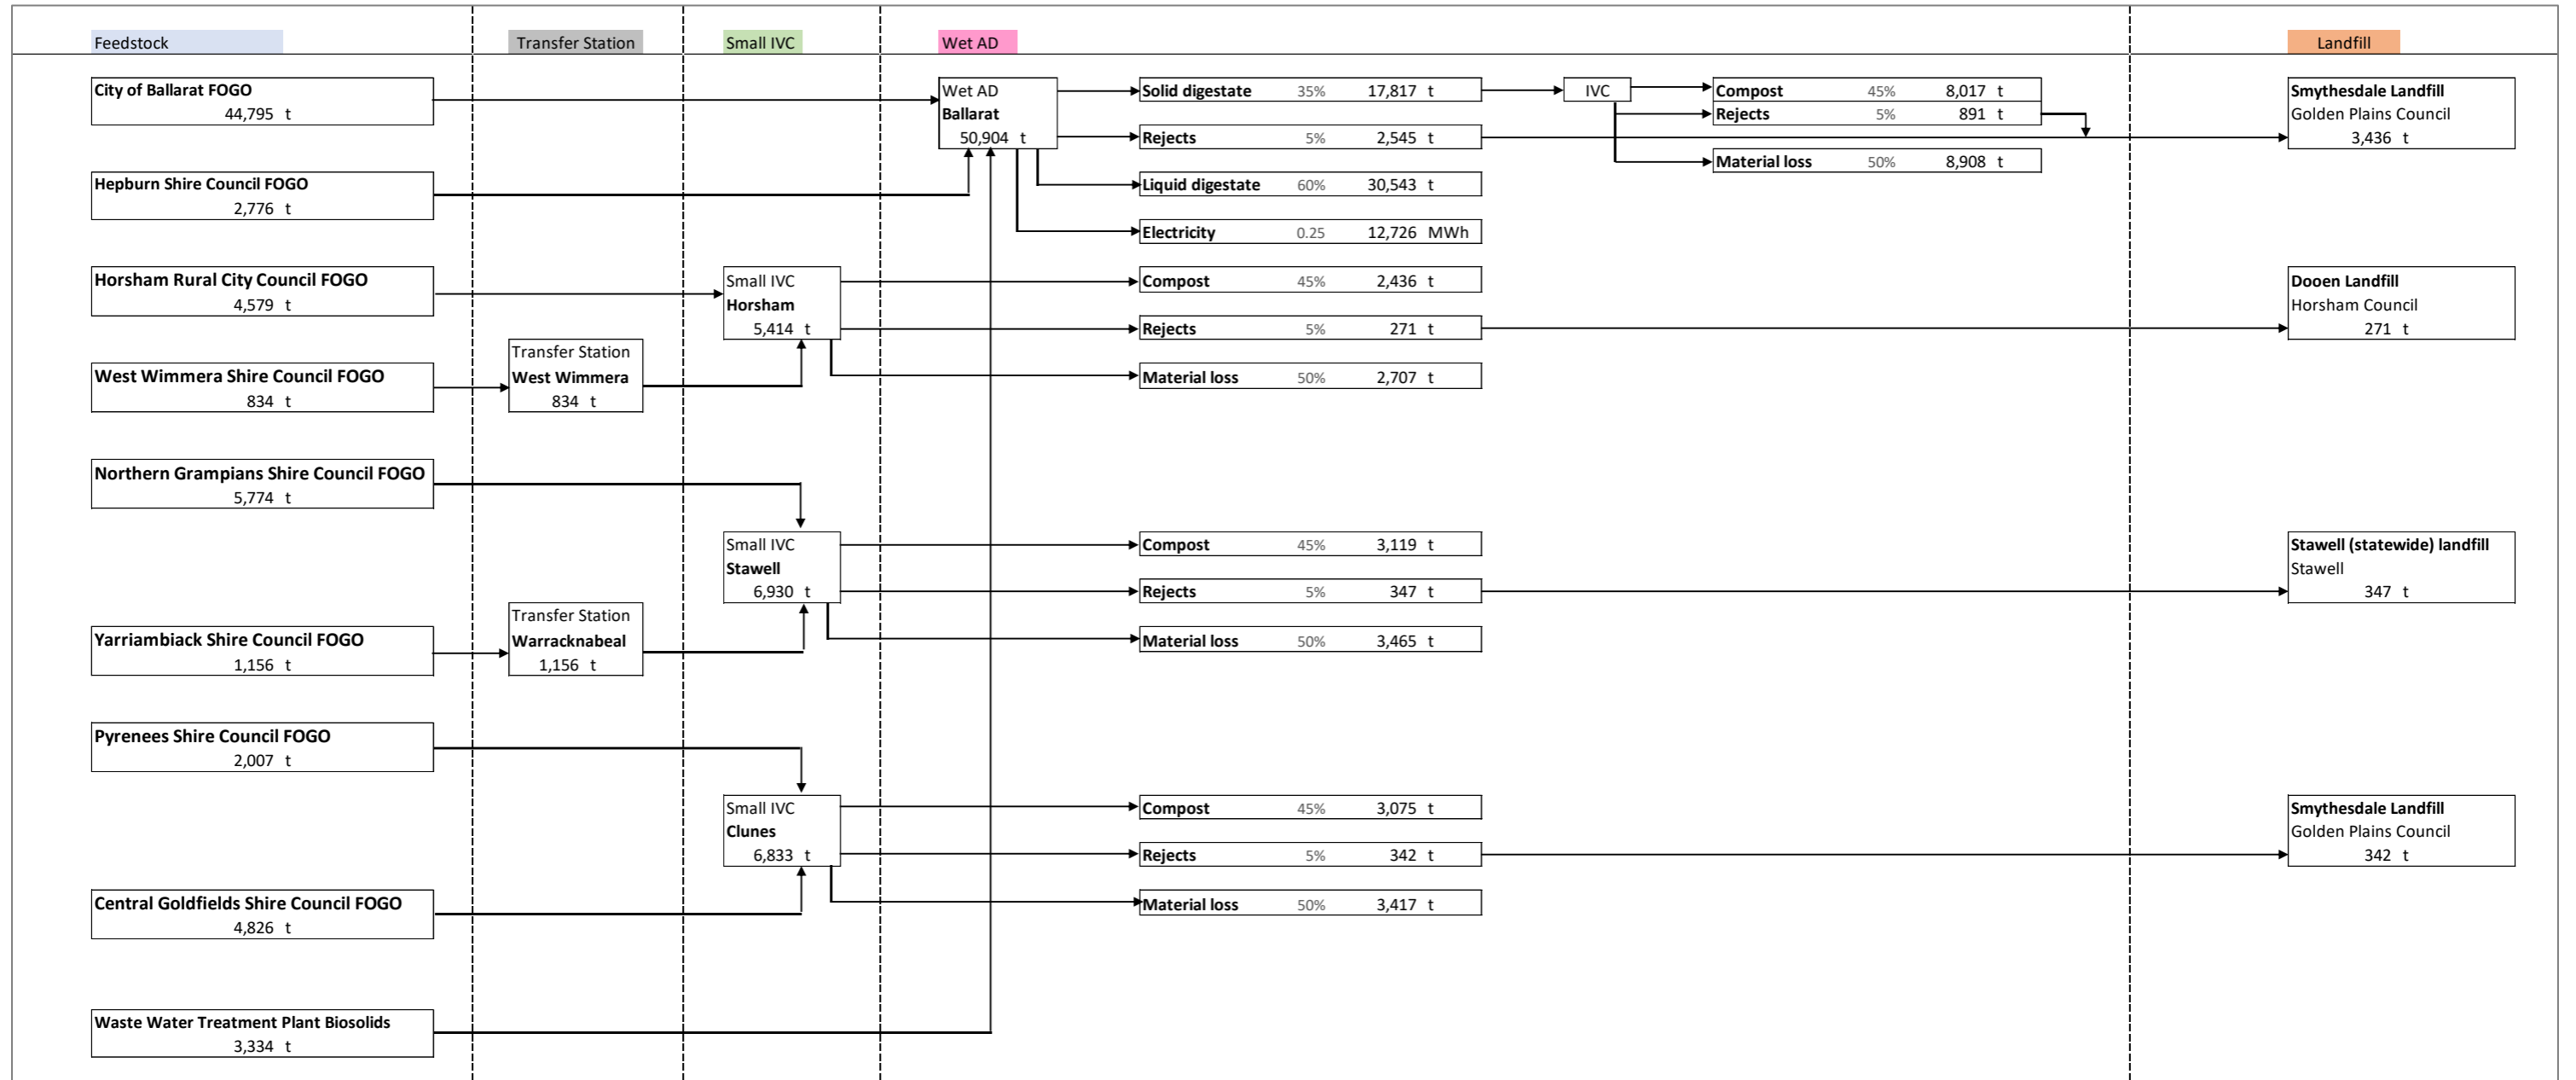 Feedstock
Transfer Station
Small IVC
Wet AD
Landfill
City of Ballarat FOGO
44,795 t
Wet AD
Ballarat
50,904 t
Solid digestate 35% 17,817 t
IVC
Compost 45% 8,017 t
Rejects 5% 891 t
Smythesdale Landfill
Golden Plains Council
3,436 t
Rejects 5% 2,545 t
Material loss 50% 8,908 t
Hepburn Shire Council FOGO
2,776 t
Liquid digestate 60% 30,543 t
Electricity 0.25 12,726 MWh
Horsham Rural City Council FOGO
4,579 t
Small IVC
Horsham
5,414 t
Compost 45% 2,436 t
Rejects 5% 271 t
Dooen Landfill
Horsham Council
271 t
West Wimmera Shire Council FOGO
834 t
Transfer Station
West Wimmera
834 t
Material loss 50% 2,707 t
Northern Grampians Shire Council FOGO
5,774 t
Small IVC
Stawell
6,930 t
Compost 45% 3,119 t
Rejects 5% 347 t
Stawell (statewide) landfill
Stawell
347 t
Yarriambiack Shire Council FOGO
1,156 t
Transfer Station
Warracknabeal
1,156 t
Material loss 50% 3,465 t
Pyrenees Shire Council FOGO
2,007 t
Small IVC
Clunes
6,833 t
Compost 45% 3,075 t
Rejects 5% 342 t
Smythesdale Landfill
Golden Plains Council
342 t
Central Goldfields Shire Council FOGO
4,826 t
Material loss 50% 3,417 t
Waste Water Treatment Plant Biosolids
3,334 t